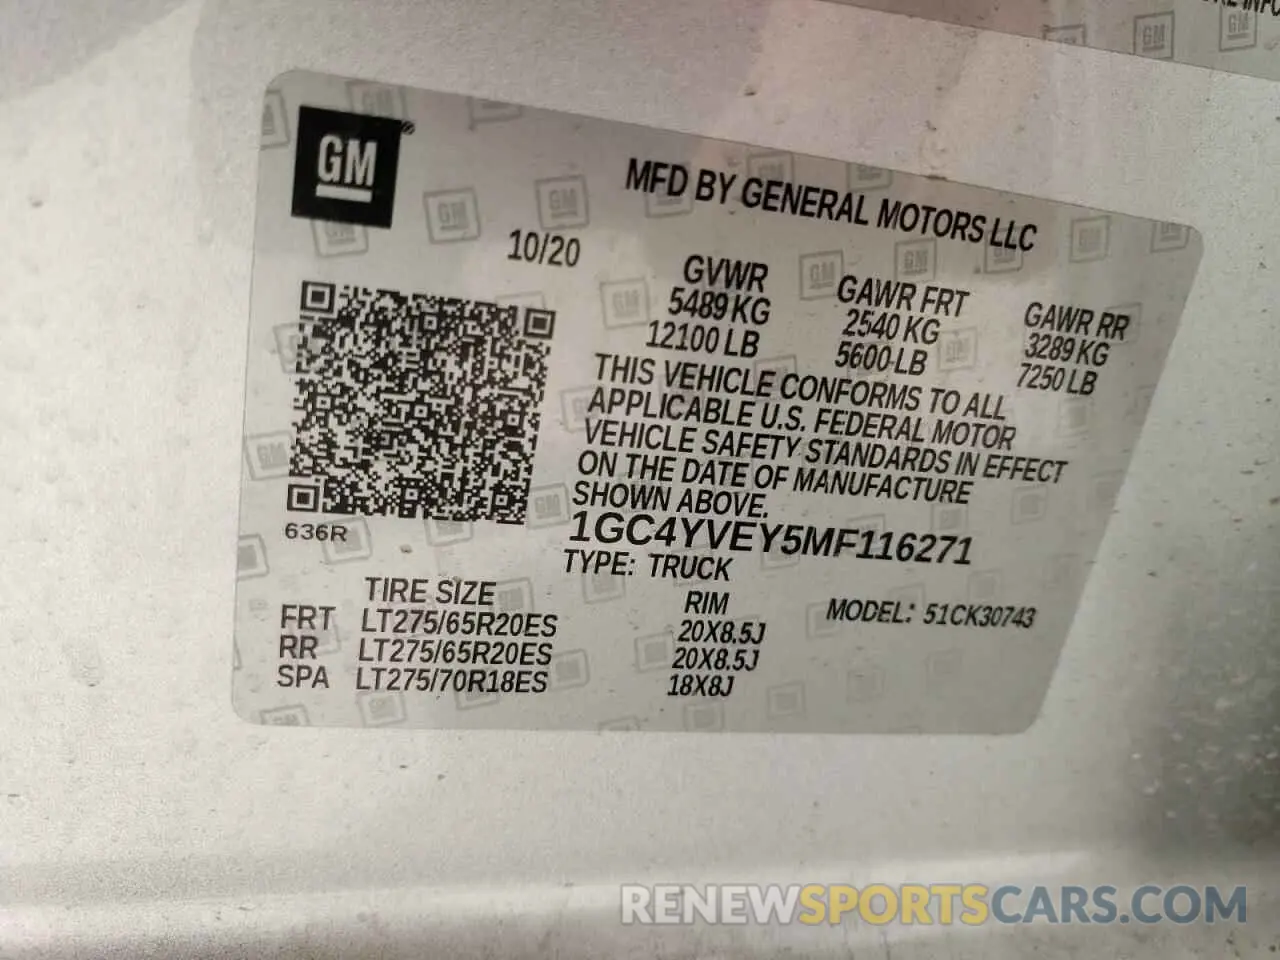 GM
MFD BY GENERAL MOTORS LLC
10/20
GVWR GAWR FRT GAWR RR
5489 KG 2540 KG 3289 KG
12100 LB 5600 LB 7250 LB
THIS VEHICLE CONFORMS TO ALL
APPLICABLE U.S. FEDERAL MOTOR
VEHICLE SAFETY STANDARDS IN EFFECT
ON THE DATE OF MANUFACTURE
SHOWN ABOVE.
1GC4YVEY5MF116271
636R
TYPE: TRUCK
TIRE SIZE RIM MODEL: 51CK30743
FRT LT275/65R20ES 20X8.5J
RR LT275/65R20ES 20X8.5J
SPA LT275/70R18ES 18X8J
RENEWSPORTSCARS.COM